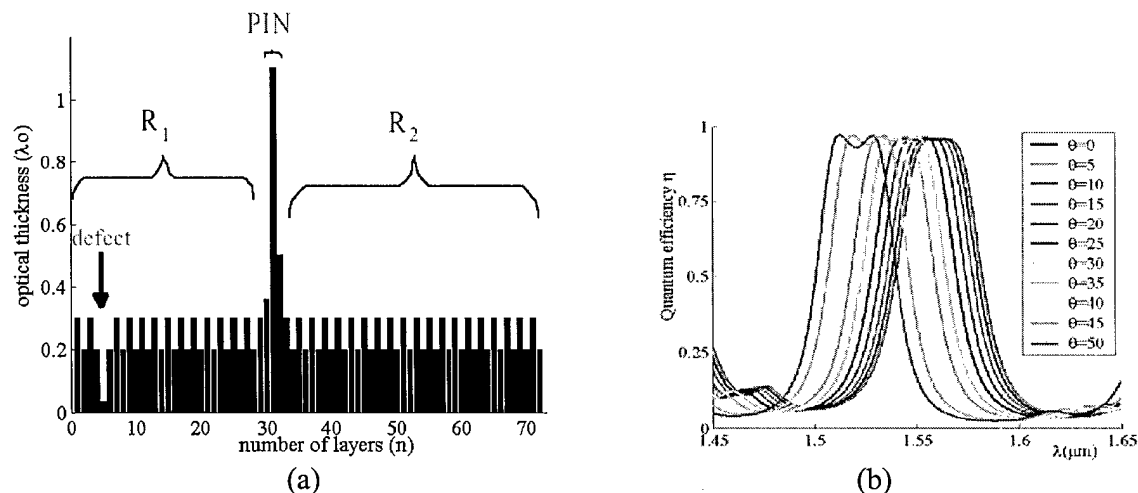 PIN
R1
R2
defect
optical thickness (λo)
1
0.8
0.6
0.4
0.2
0
0 10 20 30 40 50 60 70
number of layers (n)
(a)
Quantum efficiency η
1
0.75
0.5
0.25
0
1.45 1.5 1.55 1.6 1.65
λ(μm)
θ=0
θ=5
θ=10
θ=15
θ=20
θ=25
θ=30
θ=35
θ=40
θ=45
θ=50
(b)